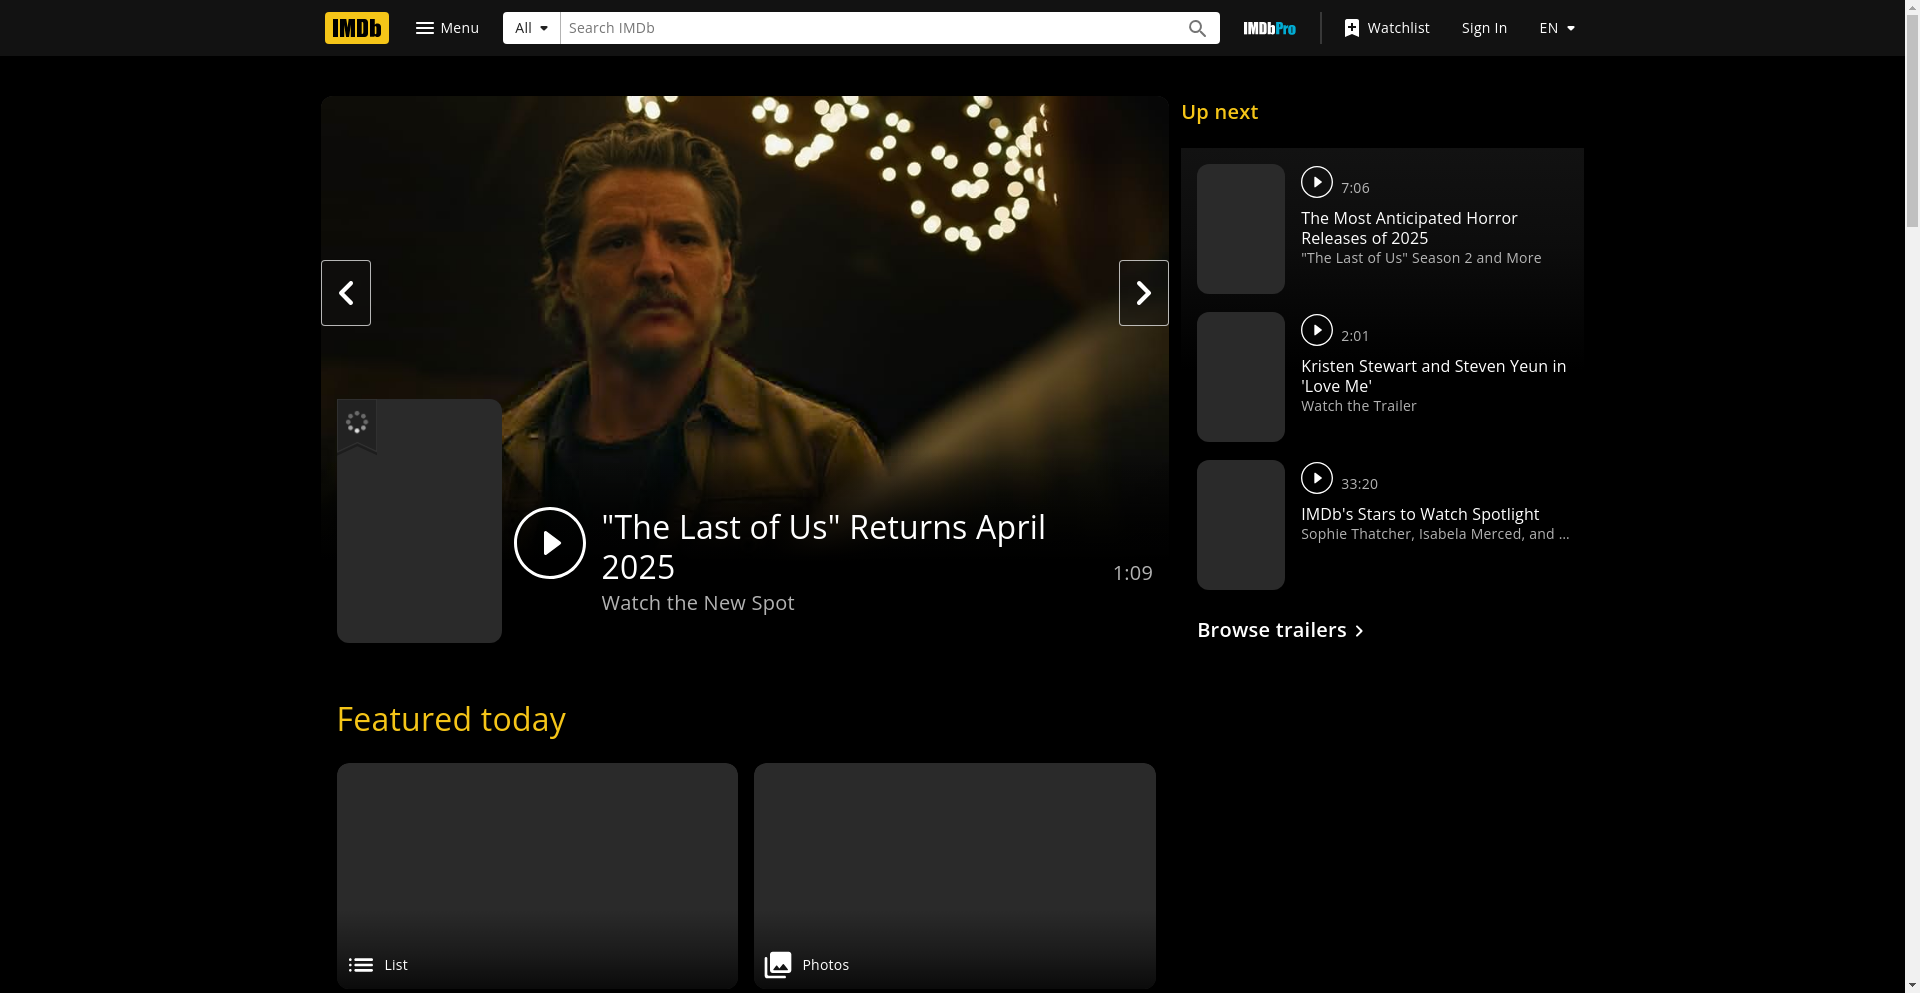 IMDb
Menu
All
Search IMDb
IMDbPro
Watchlist
Sign In
EN
Up next
7:06
The Most Anticipated Horror
Releases of 2025
"The Last of Us" Season 2 and More
2:01
Kristen Stewart and Steven Yeun in
'Love Me'
Watch the Trailer
33:20
IMDb's Stars to Watch Spotlight
Sophie Thatcher, Isabela Merced, and ...
Browse trailers
"The Last of Us" Returns April
2025
1:09
Watch the New Spot
Featured today
List
Photos